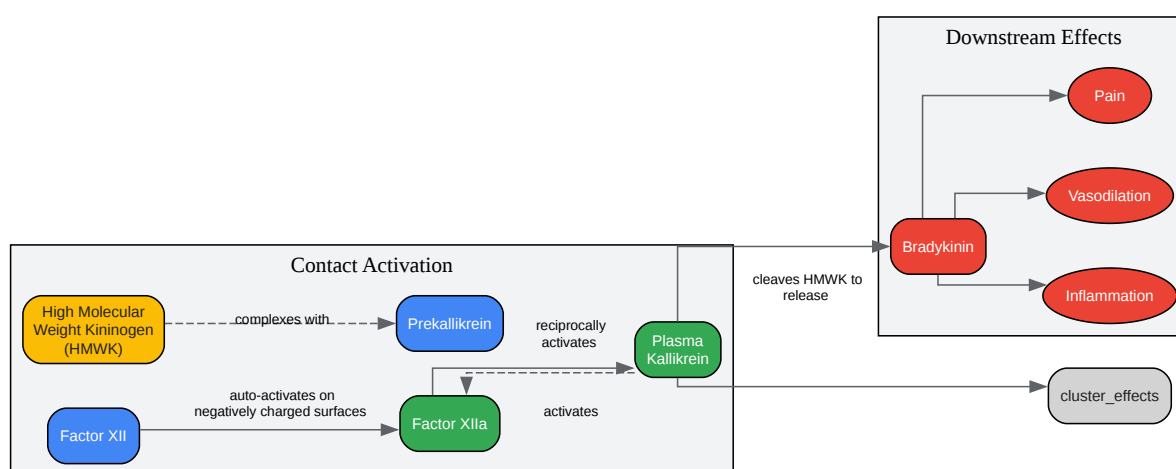 Downstream Effects
Pain
Vasodilation
Bradykinin
Inflammation
Contact Activation
cleaves HMWK to
release
High Molecular
Weight Kininogen
(HMWK)
complexes with
Prekallikrein
reciprocally
activates
Plasma
Kallikrein
auto-activates on
negatively charged surfaces
activates
Factor XII
Factor XIIa
cluster_effects